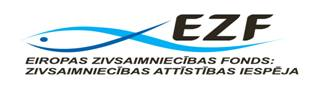 EZF
EIROPAS ZIVSAIMNIECĪBAS FONDS:
ZIVSAIMNIECĪBAS ATTĪSTĪBAS IESPĒJA